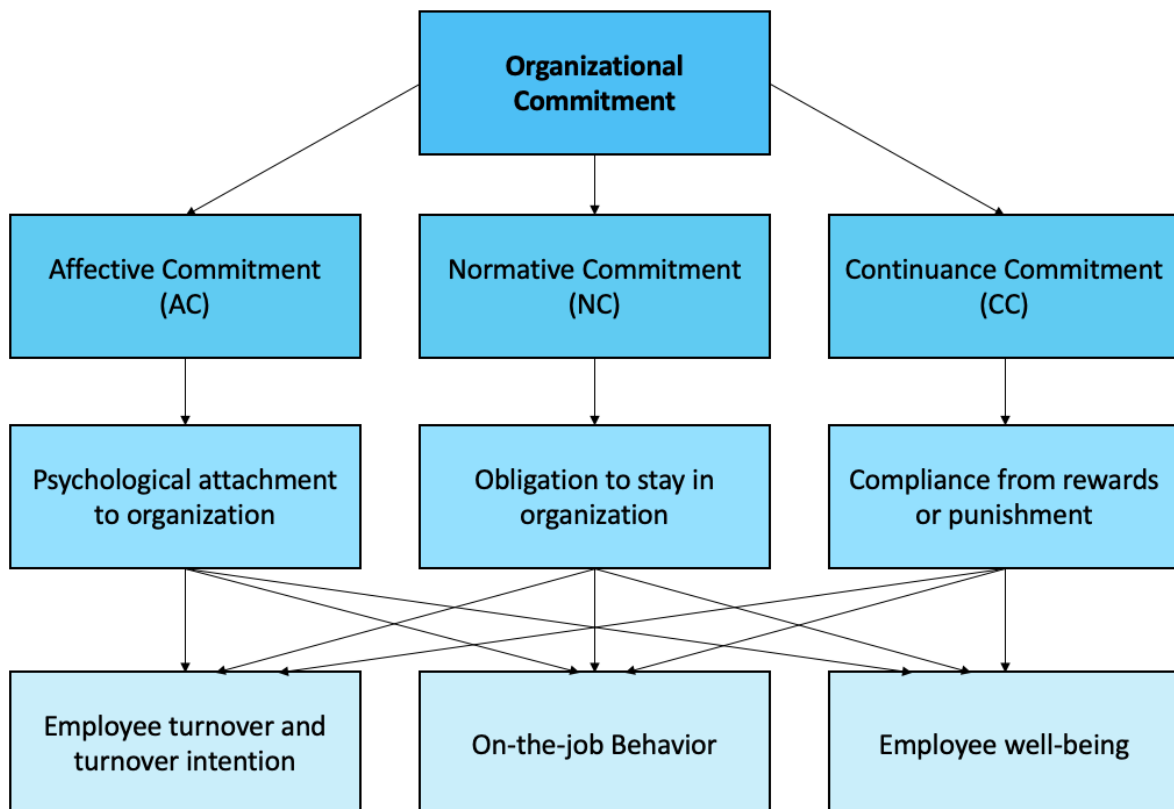 Organizational
Commitment
Affective Commitment
(AC)
Normative Commitment
(NC)
Continuance Commitment
(CC)
Psychological attachment
to organization
Obligation to stay in
organization
Compliance from rewards
or punishment
Employee turnover and
turnover intention
On-the-job Behavior
Employee well-being